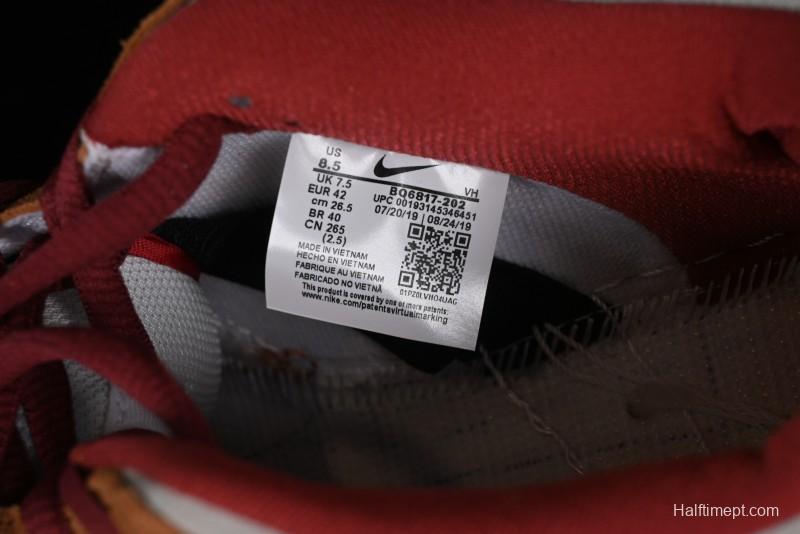 US
8.5
UK 7.5
EUR 42
cm 26.5
BR 40
CN 265
(2.5)
VH
BQ6817-202
UPC 00193145346451
07/20/19 | 08/24/19
MADE IN VIETNAM
HECHO EN VIETNAM
FABRIQUE AU VIETNAM
FABRICADO NO VIETNÃ
01PZ0LVHO4UAG
This product is covered by one or more patents:
www.nike.com/patentsvirtualmarking
Halftimept.com